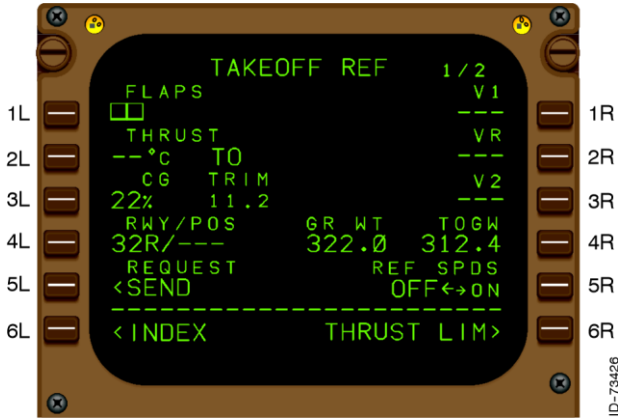 TAKEOFF REF 1/2
FLAPS V1
1L □□ --- 1R
THRUST VR
2L --°C TO --- 2R
CG TRIM V2
3L 22% 11.2 --- 3R
RWY/POS GR WT TOGW
4L 32R/--- 322.0 312.4 4R
REQUEST REF SPDS
5L <SEND OFF←→ON 5R
--------------------------------
6L <INDEX THRUST LIM> 6R
ID-73426